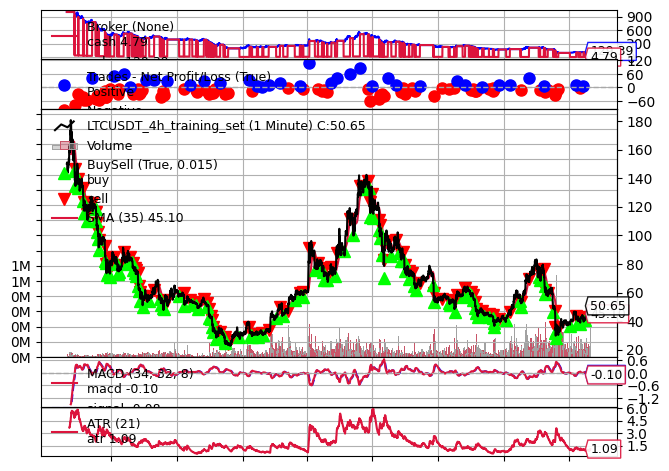 Broker (None)
cash 4.79
900
600
300
4.79
Trades - Net Profit/Loss (True)
Positive
120
60
0
−60
LTCUSDT_4h_training_set (1 Minute) C:50.65
Volume
BuySell (True, 0.015)
buy
sell
SMA (35) 45.10
180
160
140
120
100
80
60
50.65
40
20
1M
1M
0M
0M
0M
0M
0M
MACD (34, 32, 8)
macd -0.10
0.6
0.0
-0.10
−0.6
−1.2
ATR (21)
atr 1.09
6.0
4.5
3.0
1.5
1.09